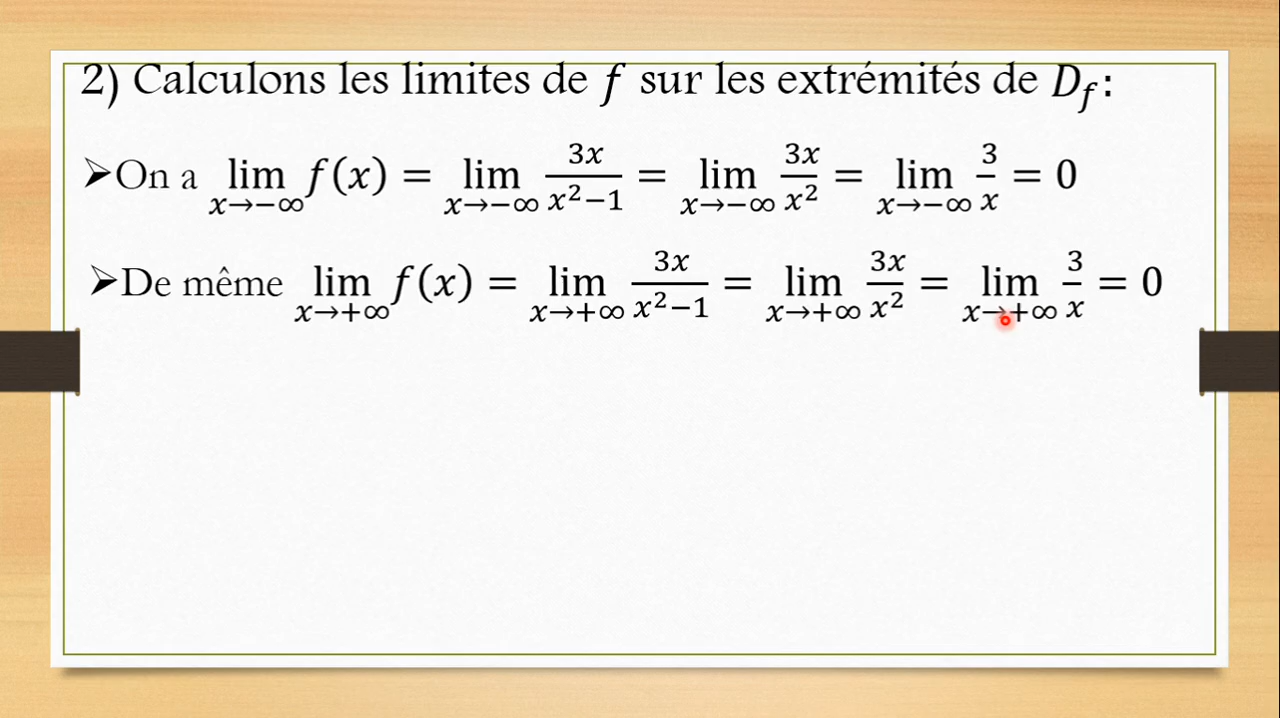 2) Calculons les limites de f sur les extrémités de D_f:
➢On a lim_{x→−∞} f(x) = lim_{x→−∞} 3x/(x²−1) = lim_{x→−∞} 3x/x² = lim_{x→−∞} 3/x = 0
➢De même lim_{x→+∞} f(x) = lim_{x→+∞} 3x/(x²−1) = lim_{x→+∞} 3x/x² = lim_{x→+∞} 3/x = 0